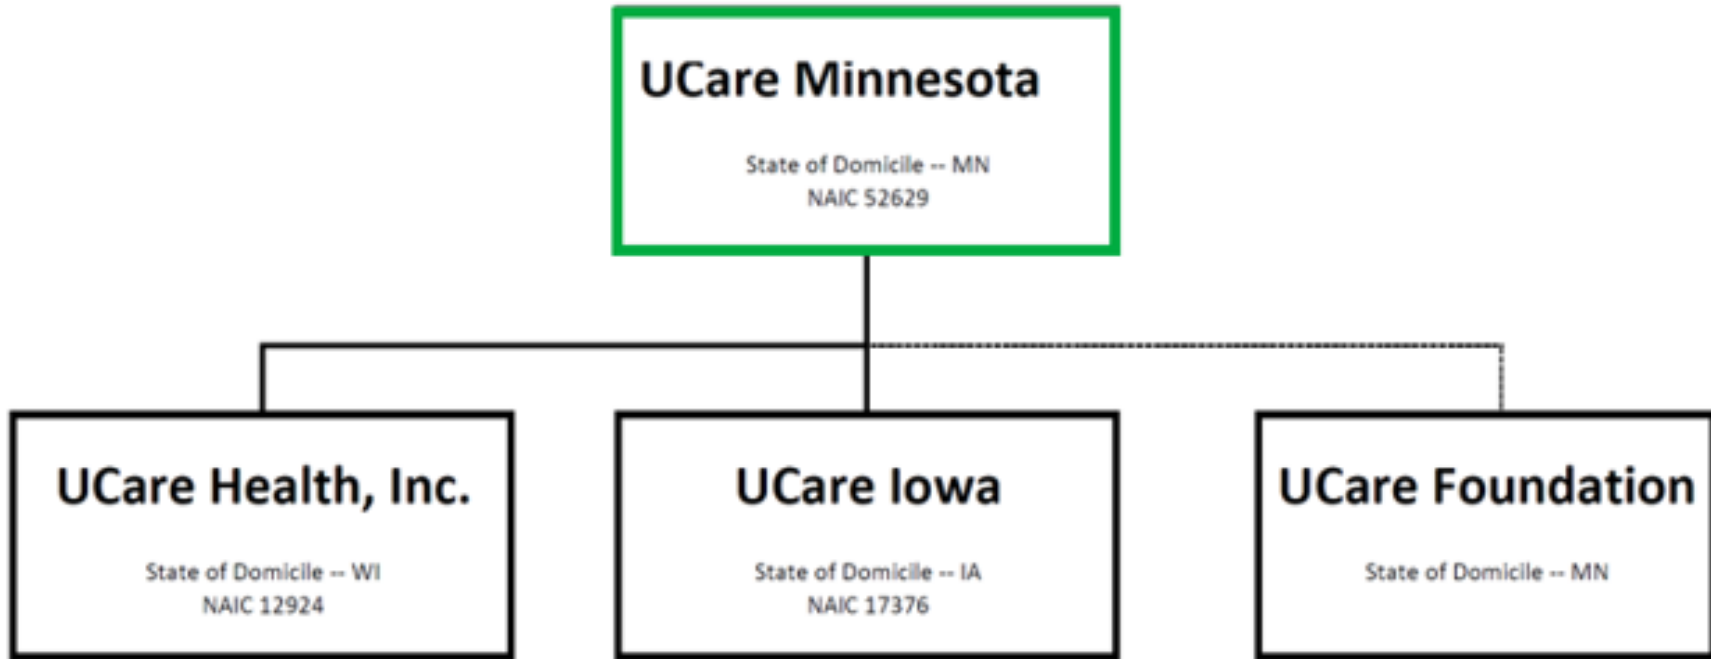 UCare Minnesota
State of Domicile -- MN
NAIC 52629
UCare Health, Inc.
State of Domicile -- WI
NAIC 12924
UCare Iowa
State of Domicile -- IA
NAIC 17376
UCare Foundation
State of Domicile -- MN